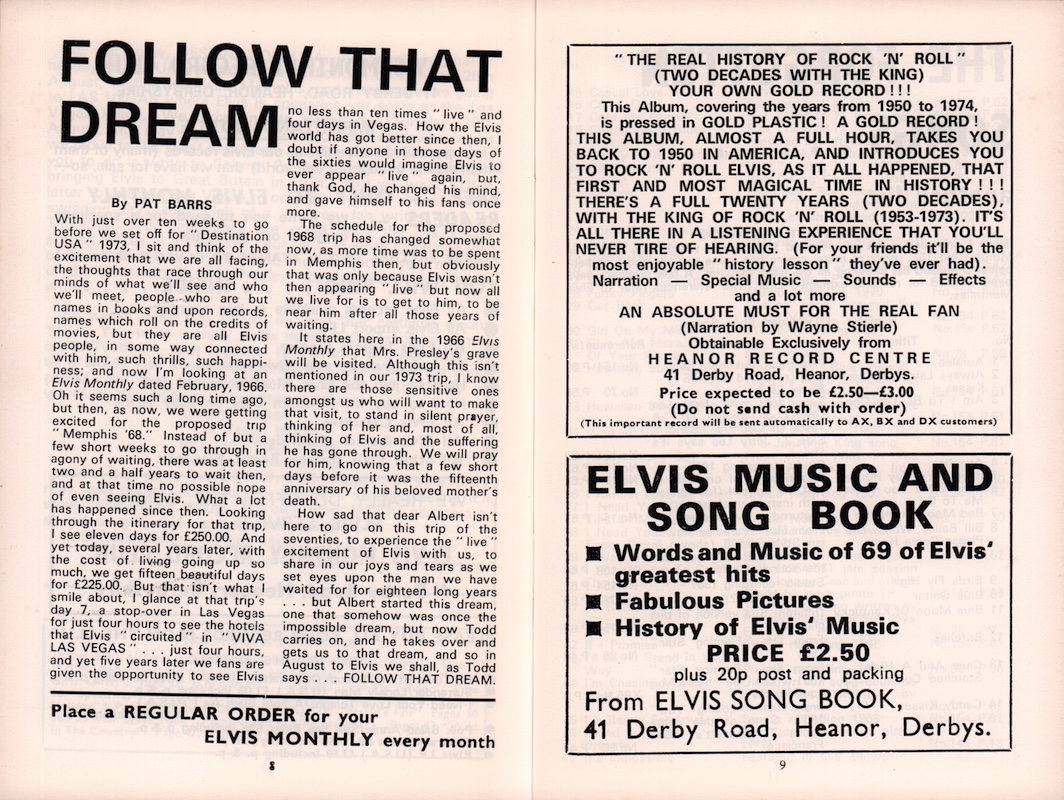 FOLLOW THAT
DREAM
By PAT BARRS
With just over ten weeks to go
before we set off for "Destination
USA" 1973, I sit and think of the
excitement that we are all facing,
the thoughts that race through our
minds of what we'll see and who
we'll meet, people who are but
names in books and upon records,
names which roll on the credits of
movies, but they are all Elvis
people, in some way connected
with him, such thrills, such happi-
ness; and now I'm looking at an
Elvis Monthly dated February, 1966.
Oh it seems such a long time ago,
but then, as now, we were getting
excited for the proposed trip
"Memphis '68." Instead of but a
few short weeks to go through in
agony of waiting, there was at least
two and a half years to wait then,
and at that time no possible hope
of even seeing Elvis. What a lot
has happened since then. Looking
through the itinerary for that trip,
I see eleven days for £250.00. And
yet today, several years later, with
the cost of living going up so
much, we get fifteen beautiful days
for £225.00. But that isn't what I
smile about, I glance at that trip's
day 7, a stop-over in Las Vegas
for just four hours to see the hotels
that Elvis "circuited" in "VIVA
LAS VEGAS" . . . just four hours,
and yet five years later we fans are
given the opportunity to see Elvis
no less than ten times "live" and
four days in Vegas. How the Elvis
world has got better since then, I
doubt if anyone in those days of
the sixties would imagine Elvis to
ever appear "live" again, but,
thank God, he changed his mind,
and gave himself to his fans once
more.
The schedule for the proposed
1968 trip has changed somewhat
now, as more time was to be spent
in Memphis then, but obviously
that was only because Elvis wasn't
then appearing "live" but now all
we live for is to get to him, to be
near him after all those years of
waiting.
It states here in the 1966 Elvis
Monthly that Mrs. Presley's grave
will be visited. Although this isn't
mentioned in our 1973 trip, I know
there are those sensitive ones
amongst us who will want to make
that visit, to stand in silent prayer,
thinking of her and, most of all,
thinking of Elvis and the suffering
he has gone through. We will pray
for him, knowing that a few short
days before it was the fifteenth
anniversary of his beloved mother's
death.
How sad that dear Albert isn't
here to go on this trip of the
seventies, to experience the "live"
excitement of Elvis with us, to
share in our joys and tears as we
set eyes upon the man we have
waited for for eighteen long years
. . . but Albert started this dream,
one that somehow was once the
impossible dream, but now Todd
carries on, and he takes over and
gets us to that dream, and so in
August to Elvis we shall, as Todd
says . . . FOLLOW THAT DREAM.
Place a REGULAR ORDER for your
ELVIS MONTHLY every month
8
"THE REAL HISTORY OF ROCK 'N' ROLL"
(TWO DECADES WITH THE KING)
YOUR OWN GOLD RECORD ! ! !
This Album, covering the years from 1950 to 1974,
is pressed in GOLD PLASTIC! A GOLD RECORD!
THIS ALBUM, ALMOST A FULL HOUR, TAKES YOU
BACK TO 1950 IN AMERICA, AND INTRODUCES YOU
TO ROCK 'N' ROLL ELVIS, AS IT ALL HAPPENED, THAT
FIRST AND MOST MAGICAL TIME IN HISTORY ! ! !
THERE'S A FULL TWENTY YEARS (TWO DECADES),
WITH THE KING OF ROCK 'N' ROLL (1953-1973). IT'S
ALL THERE IN A LISTENING EXPERIENCE THAT YOU'LL
NEVER TIRE OF HEARING. (For your friends it'll be the
most enjoyable "history lesson" they've ever had).
Narration — Special Music — Sounds — Effects
and a lot more
AN ABSOLUTE MUST FOR THE REAL FAN
(Narration by Wayne Stierle)
Obtainable Exclusively from
HEANOR RECORD CENTRE
41 Derby Road, Heanor, Derbys.
Price expected to be £2.50—£3.00
(Do not send cash with order)
(This important record will be sent automatically to AX, BX and DX customers)
ELVIS MUSIC AND
SONG BOOK
Words and Music of 69 of Elvis'
greatest hits
Fabulous Pictures
History of Elvis' Music
PRICE £2.50
plus 20p post and packing
From ELVIS SONG BOOK,
41 Derby Road, Heanor, Derbys.
9